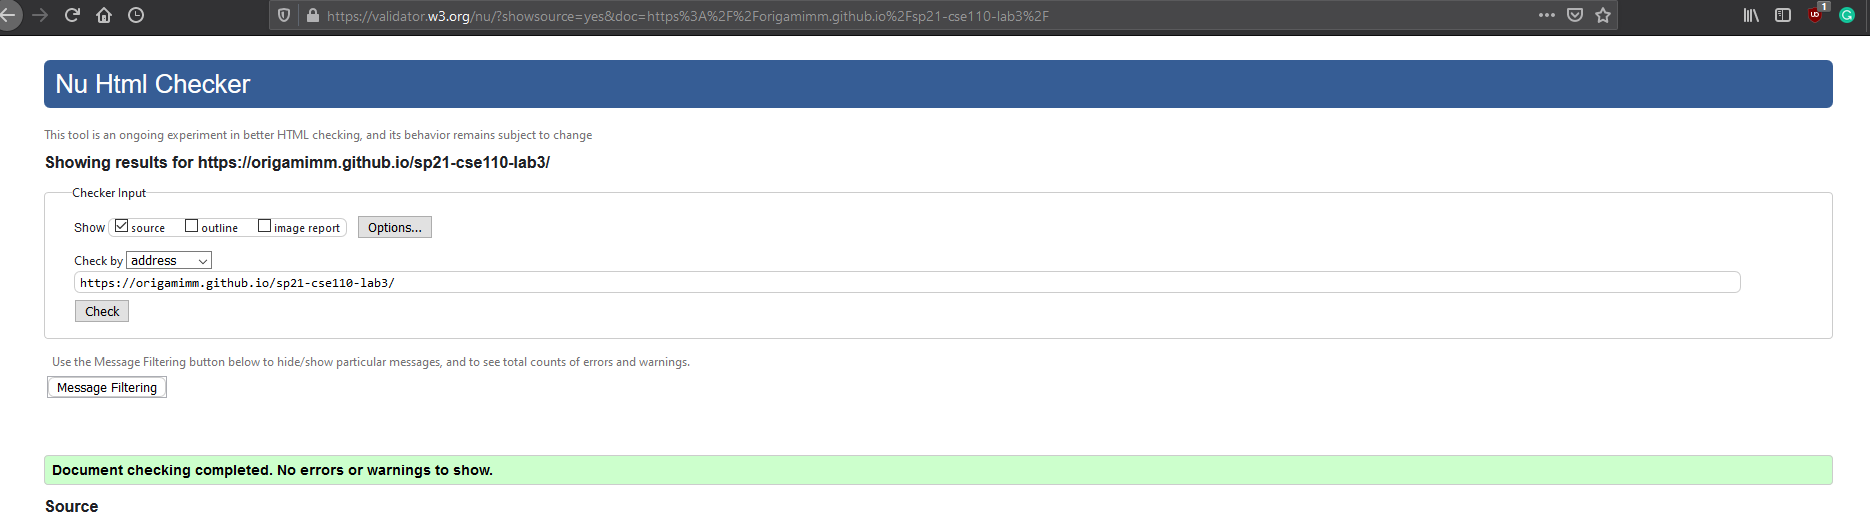 https://validator.w3.org/nu/?showsource=yes&doc=https%3A%2F%2Forigamimm.github.io%2Fsp21-cse110-lab3%2F
1
Nu Html Checker
This tool is an ongoing experiment in better HTML checking, and its behavior remains subject to change
Showing results for https://origamimm.github.io/sp21-cse110-lab3/
Checker Input
Show source outline image report Options...
Check by address
https://origamimm.github.io/sp21-cse110-lab3/
Check
Use the Message Filtering button below to hide/show particular messages, and to see total counts of errors and warnings.
Message Filtering
Document checking completed. No errors or warnings to show.
Source